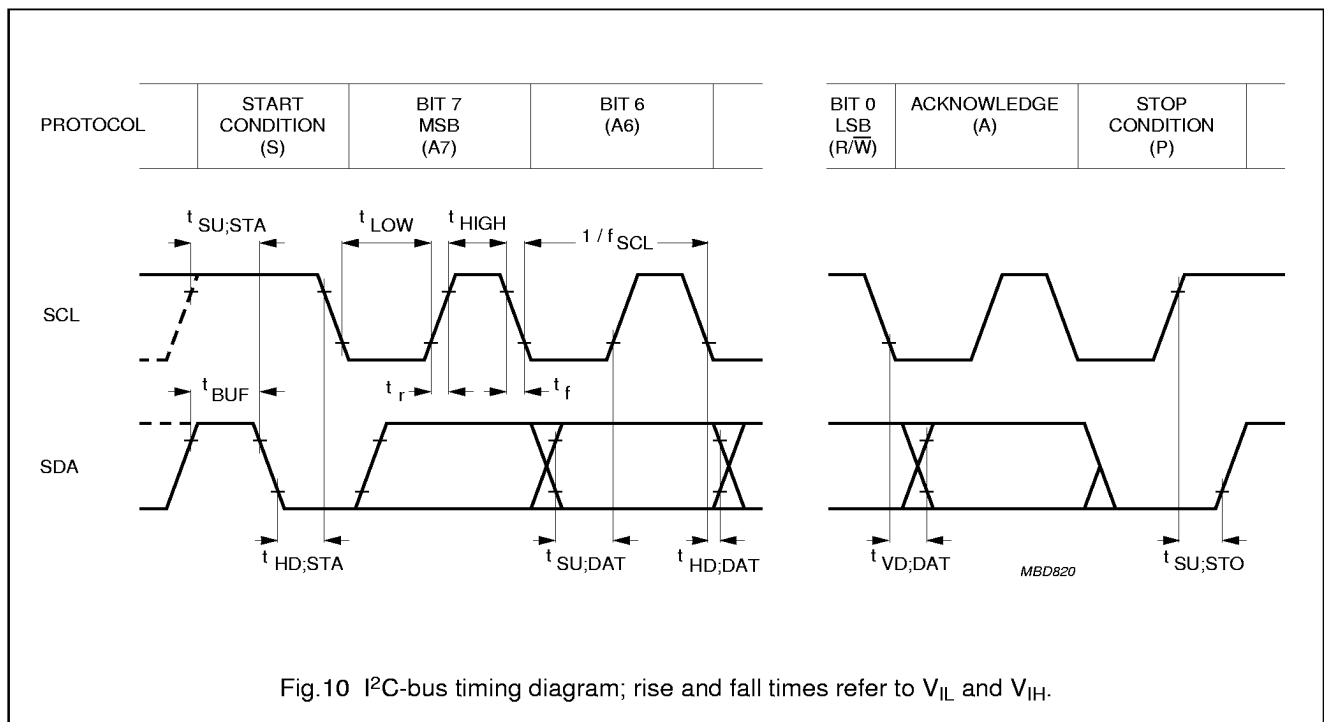 PROTOCOL
START
CONDITION
(S)
BIT 7
MSB
(A7)
BIT 6
(A6)
BIT 0
LSB
(R/W̅)
ACKNOWLEDGE
(A)
STOP
CONDITION
(P)
t SU;STA
t LOW
t HIGH
1 / f SCL
SCL
t BUF
t r
t f
SDA
t HD;STA
t SU;DAT
t HD;DAT
t VD;DAT
MBD820
t SU;STO
Fig.10 I²C-bus timing diagram; rise and fall times refer to VIL and VIH.